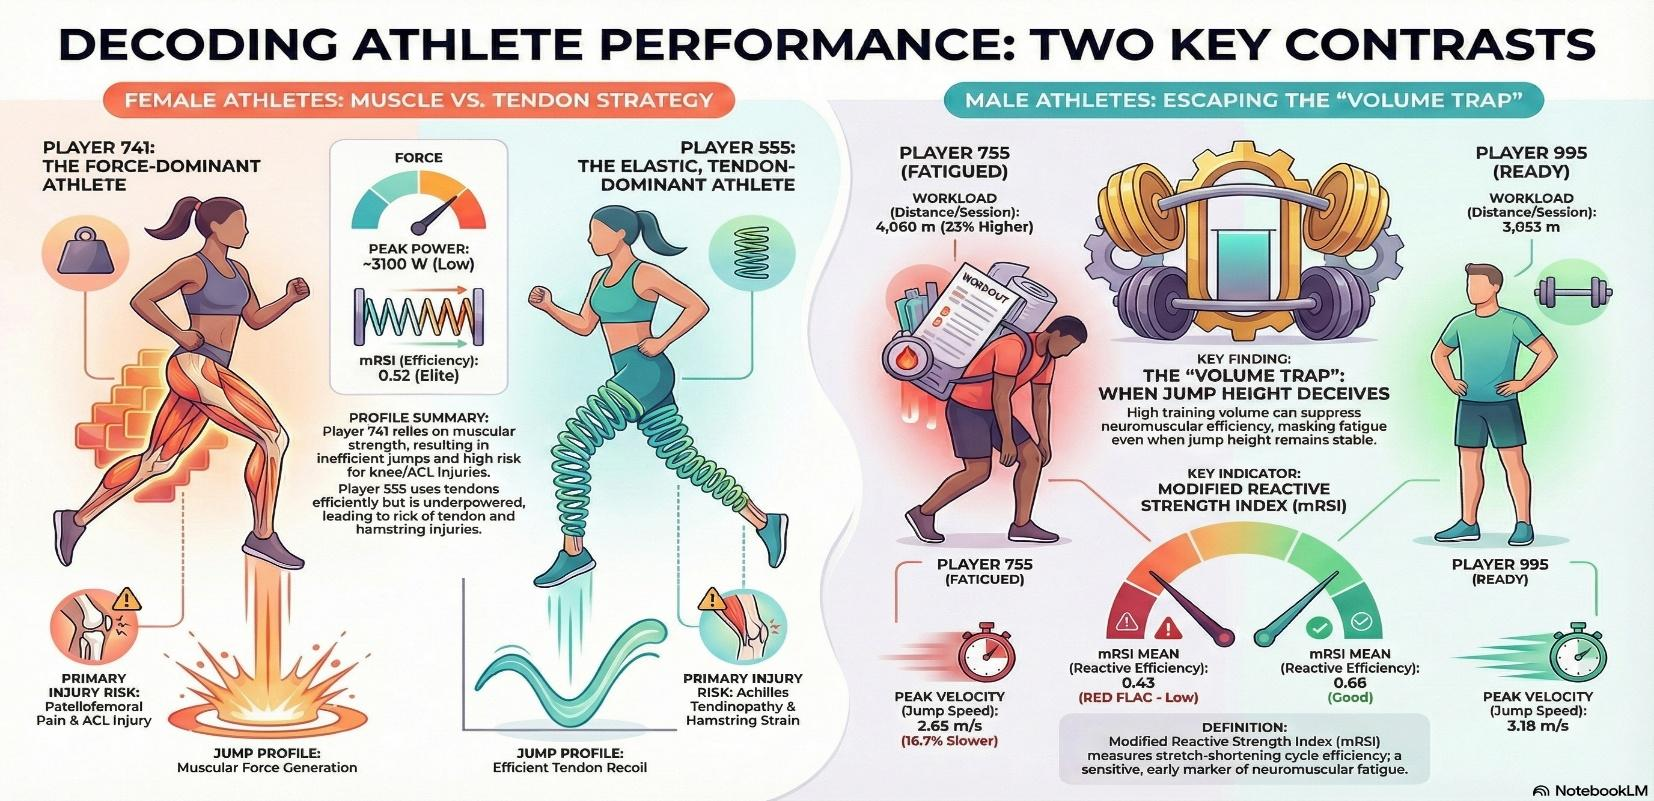 DECODING ATHLETE PERFORMANCE: TWO KEY CONTRASTS
FEMALE ATHLETES: MUSCLE VS. TENDON STRATEGY
PLAYER 741:
THE FORCE-DOMINANT
ATHLETE
FORCE
PEAK POWER:
~3100 W (Low)
mRSI (Efficiency):
0.52 (Elite)
PLAYER 555:
THE ELASTIC, TENDON-
DOMINANT ATHLETE
PROFILE SUMMARY:
Player 741 relies on muscular
strength, resulting in
inefficient jumps and high risk
for knee/ACL Injuries.
Player 555 uses tendons
efficiently but is underpowered,
leading to rick of tendon and
hamstring injuries.
PRIMARY
INJURY RISK:
Patellofemoral
Pain & ACL Injury
JUMP PROFILE:
Muscular Force Generation
JUMP PROFILE:
Efficient Tendon Recoil
PRIMARY INJURY
RISK: Achilles
Tendinopathy &
Hamstring Strain
MALE ATHLETES: ESCAPING THE “VOLUME TRAP”
PLAYER 755
(FATIGUED)
WORKLOAD
(Distance/Session):
4,060 m (23% Higher)
WORDOUT
PLAYER 995
(READY)
WORKLOAD
(Distance/Session):
m
KEY FINDING:
THE “VOLUME TRAP”:
WHEN JUMP HEIGHT DECEIVES
High training volume can suppress
neuromuscular efficiency, masking fatigue
even when jump height remains stable.
KEY INDICATOR:
MODIFIED REACTIVE
STRENGTH INDEX (mRSI)
PLAYER 755
(FATICUED)
PLAYER 995
(READY)
mRSI MEAN
(Reactive Efficiency):
0.43
(RED FLAC - Low)
mRSI MEAN
(Reactive Efficiency):
0.66
(Good)
PEAK VELOCITY
(Jump Speed):
2.65 m/s
(16.7% Slower)
PEAK VELOCITY
(Jump Speed):
3.18 m/s
DEFINITION:
Modified Reactive Strength Index (mRSI)
measures stretch-shortening cycle efficiency; a
sensitive, early marker of neuromuscular fatigue.
NotebookLM